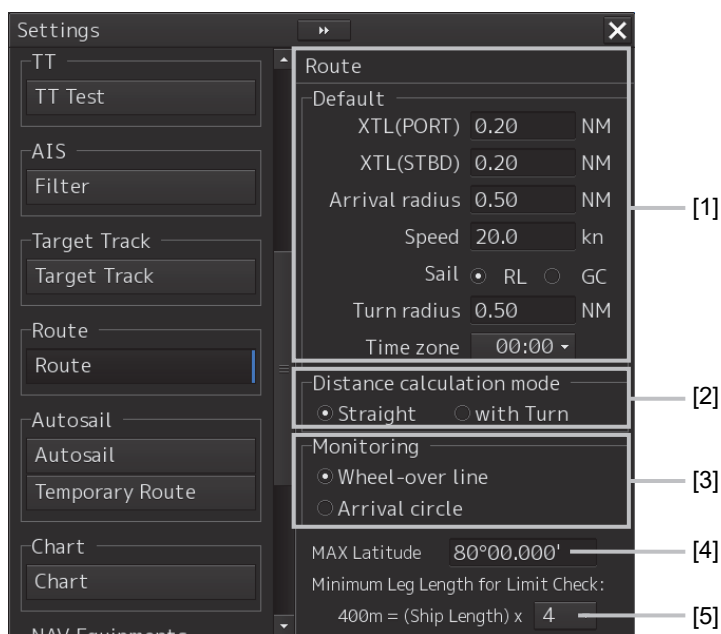 Settings
TT
TT Test
AIS
Filter
Target Track
Target Track
Route
Route
Autosail
Autosail
Temporary Route
Chart
Chart
NAV Equipments
Route
Default
XTL(PORT) 0.20 NM
XTL(STBD) 0.20 NM
Arrival radius 0.50 NM
Speed 20.0 kn
Sail RL GC
Turn radius 0.50 NM
Time zone 00:00
[1]
Distance calculation mode
Straight with Turn
[2]
Monitoring
Wheel-over line
Arrival circle
[3]
MAX Latitude 80°00.000'
[4]
Minimum Leg Length for Limit Check:
400m = (Ship Length) x 4
[5]